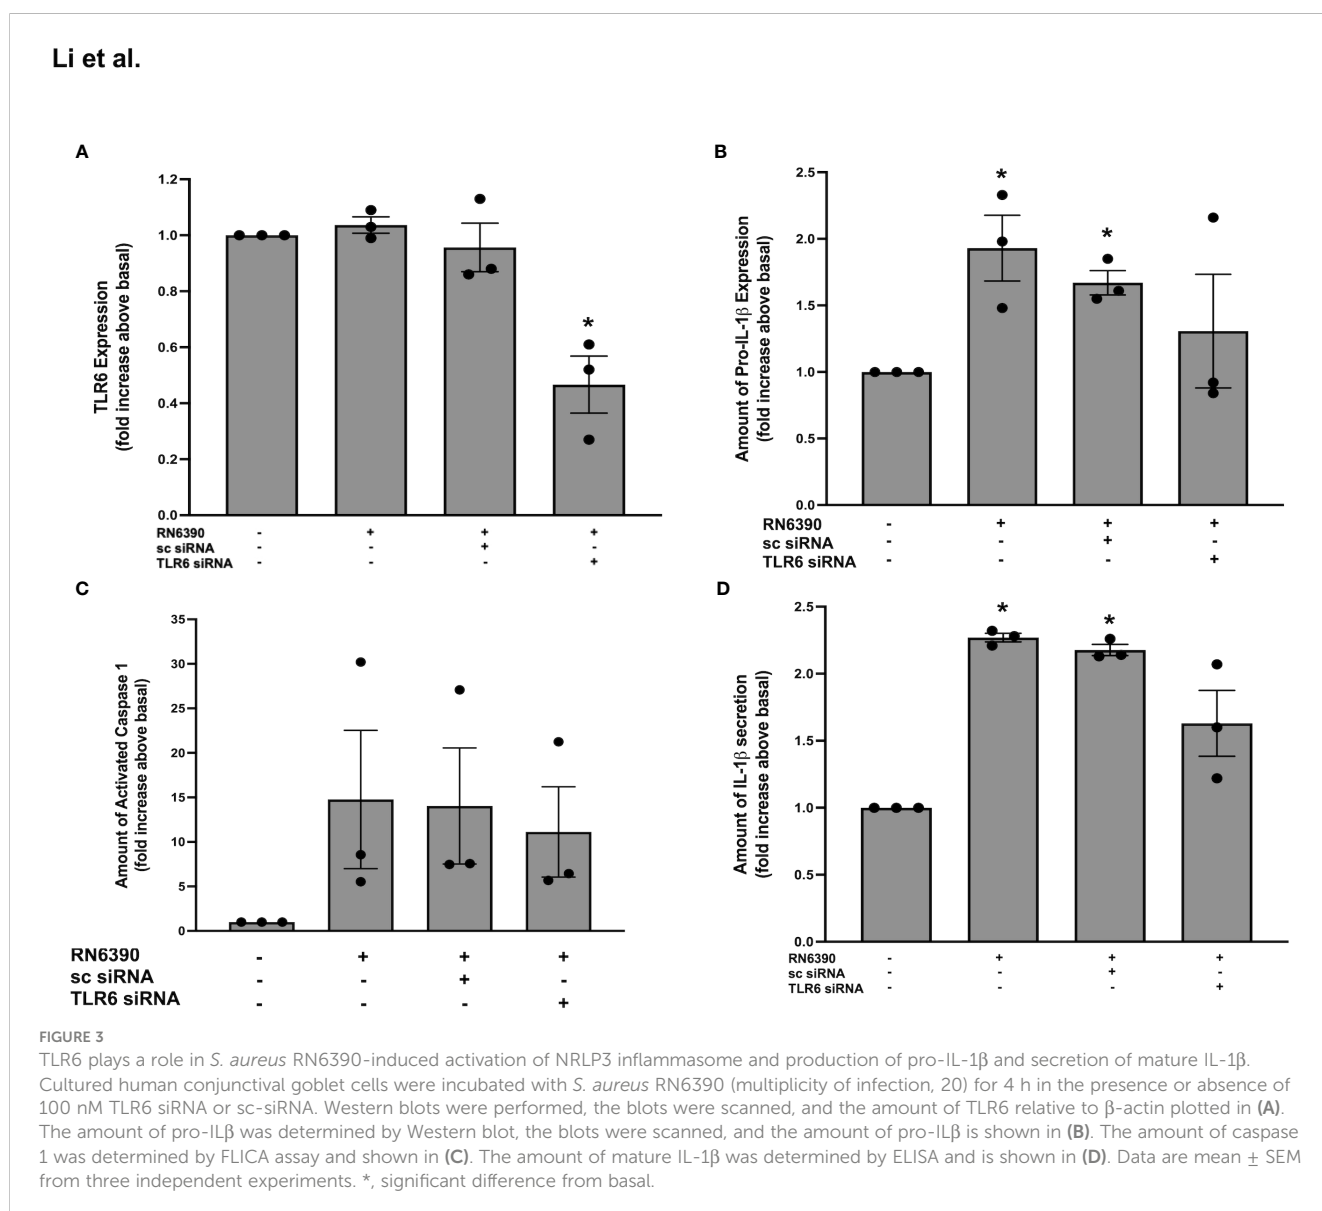 Li et al.
A
TLR6 Expression
(fold increase above basal)
1.2
1.0
0.8
0.6
0.4
0.2
0.0
*
RN6390 - + + +
sc siRNA - - + -
TLR6 siRNA - - - +
B
Amount of Pro-IL-1β Expression
(fold increase above basal)
2.5
2.0
1.5
1.0
0.5
0.0
* *
RN6390 - + + +
sc siRNA - - + -
TLR6 siRNA - - - +
C
Amount of Activated Caspase 1
(fold increase above basal)
35
30
25
20
15
10
5
0
RN6390 - + + +
sc siRNA - - + -
TLR6 siRNA - - - +
D
Amount of IL-1β secretion
(fold increase above basal)
2.5
2.0
1.5
1.0
0.5
0.0
* *
RN6390 - + + +
sc siRNA - - + -
TLR6 siRNA - - - +
FIGURE 3
TLR6 plays a role in S. aureus RN6390-induced activation of NRLP3 inflammasome and production of pro-IL-1β and secretion of mature IL-1β.
Cultured human conjunctival goblet cells were incubated with S. aureus RN6390 (multiplicity of infection, 20) for 4 h in the presence or absence of
100 nM TLR6 siRNA or sc-siRNA. Western blots were performed, the blots were scanned, and the amount of TLR6 relative to β-actin plotted in (A).
The amount of pro-ILβ was determined by Western blot, the blots were scanned, and the amount of pro-ILβ is shown in (B). The amount of caspase
1 was determined by FLICA assay and shown in (C). The amount of mature IL-1β was determined by ELISA and is shown in (D). Data are mean ± SEM
from three independent experiments. *, significant difference from basal.